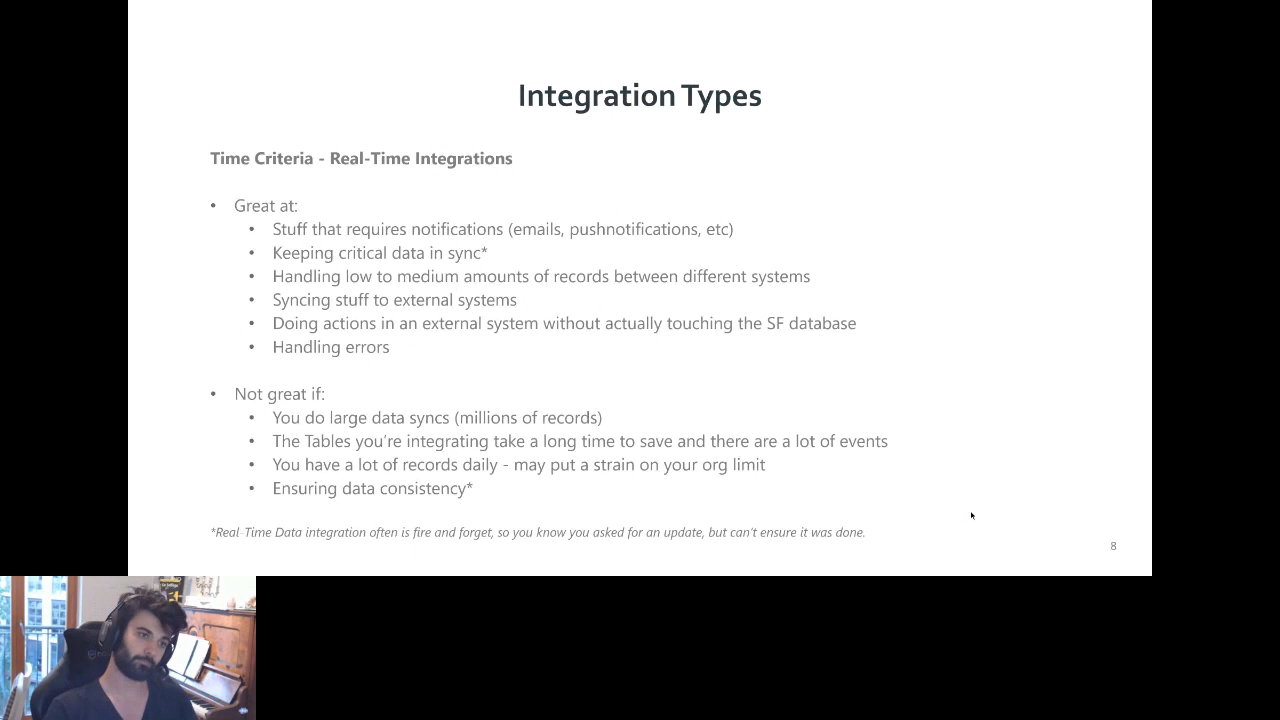 Integration Types
Time Criteria - Real-Time Integrations
• Great at:
• Stuff that requires notifications (emails, pushnotifications, etc)
• Keeping critical data in sync*
• Handling low to medium amounts of records between different systems
• Syncing stuff to external systems
• Doing actions in an external system without actually touching the SF database
• Handling errors
• Not great if:
• You do large data syncs (millions of records)
• The Tables you're integrating take a long time to save and there are a lot of events
• You have a lot of records daily - may put a strain on your org limit
• Ensuring data consistency*
*Real-Time Data integration often is fire and forget, so you know you asked for an update, but can't ensure it was done.
8